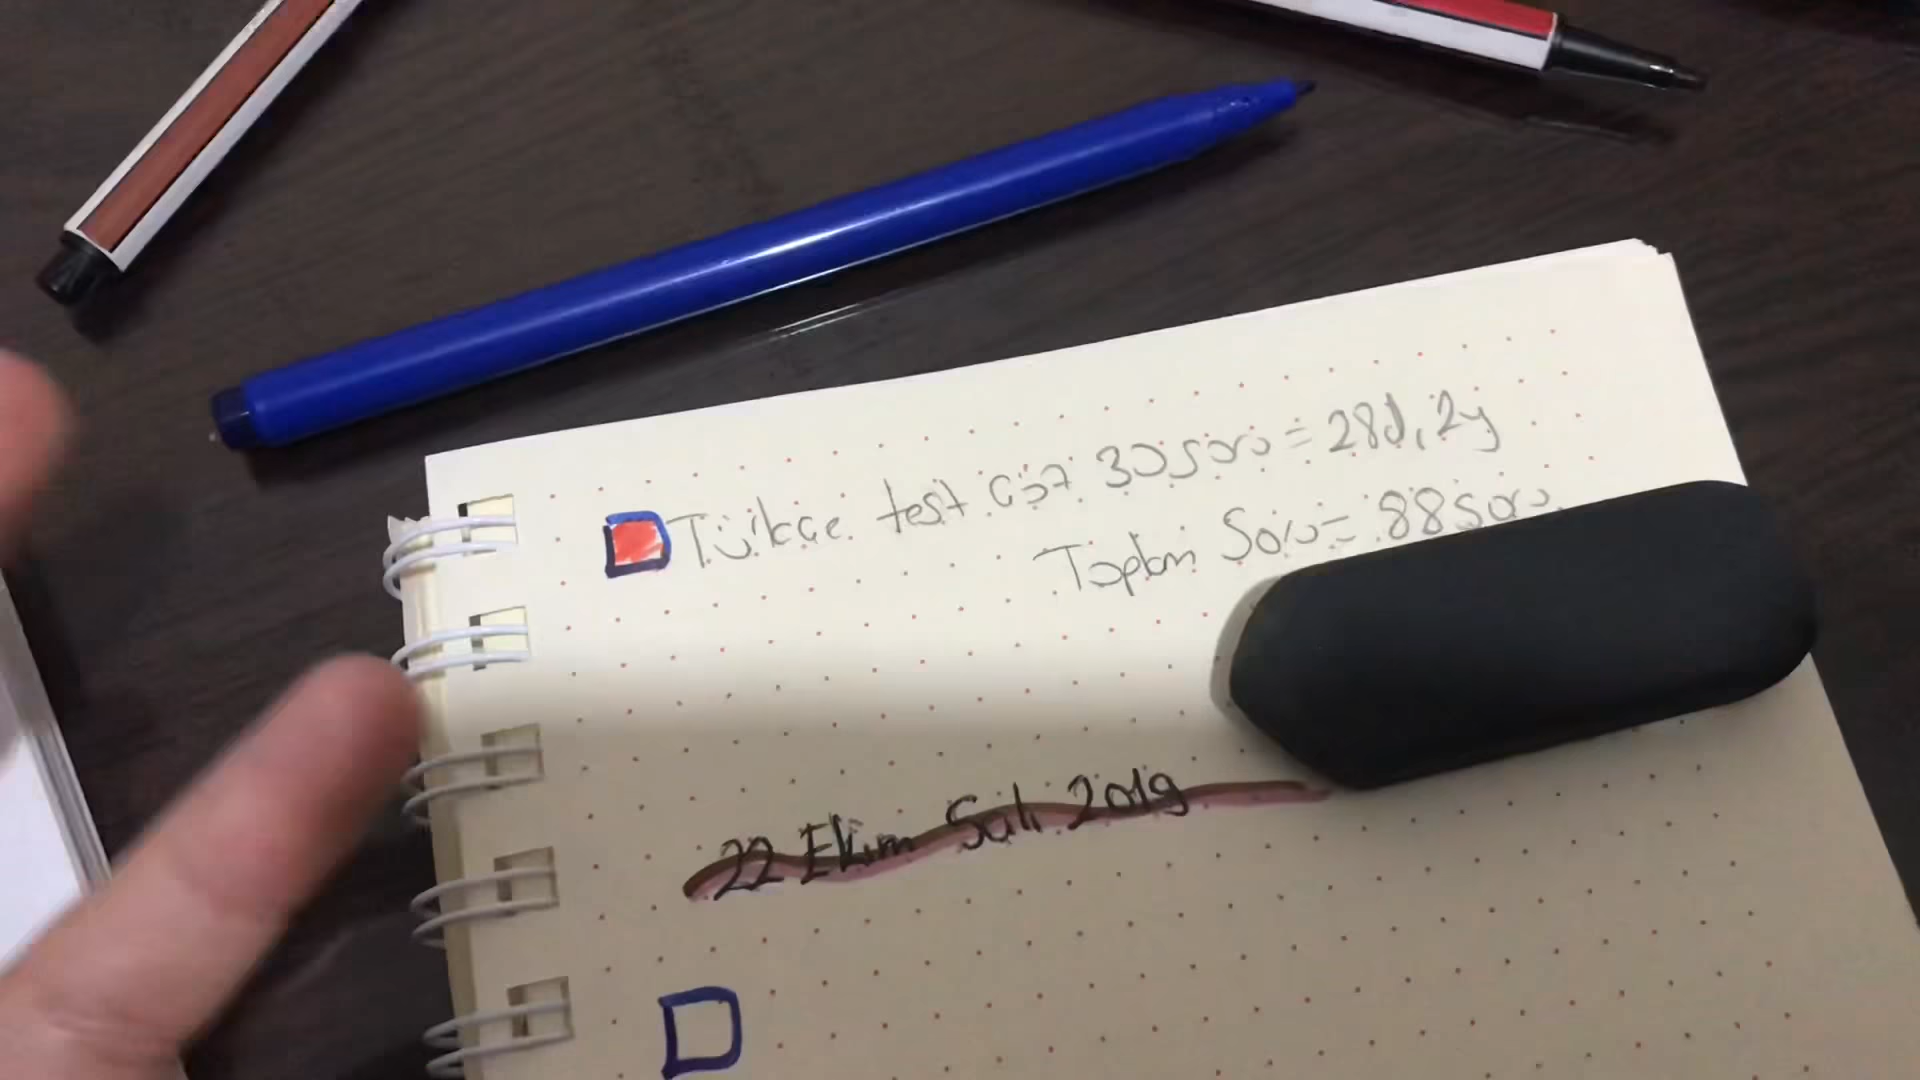 Türkçe test çöz 30 soru = 28d, 2y
Toplam Soru = 88 soru
22 Ekim Salı 2019